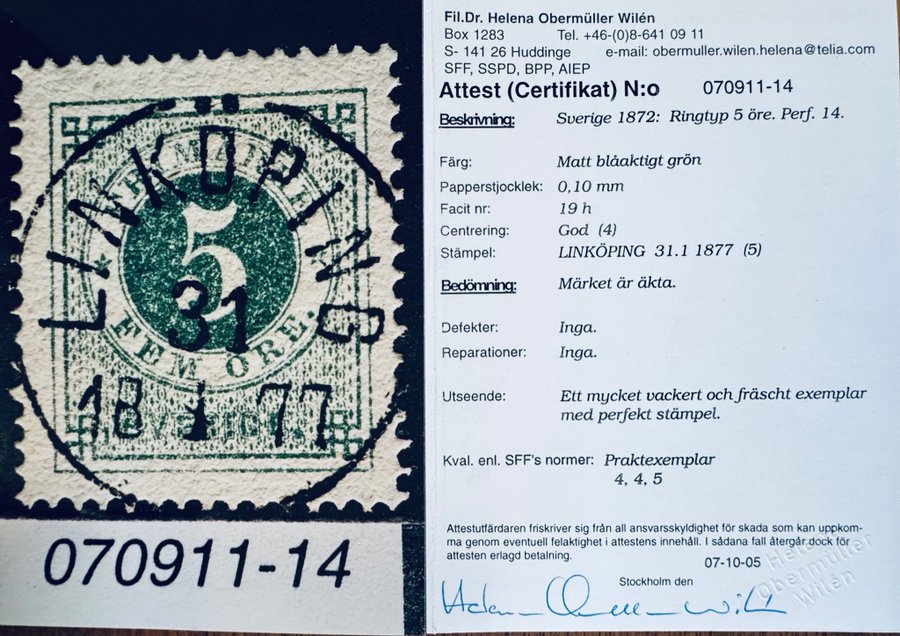 LINKÖPING
FEM ÖRE.
5
31
18 1 77
070911-14
Fil.Dr. Helena Obermüller Wilén
Box 1283 Tel. +46-(0)8-641 09 11
S- 141 26 Huddinge e-mail: obermuller.wilen.helena@telia.com
SFF, SSPD, BPP, AIEP
Attest (Certifikat) N:o 070911-14
Beskrivning: Sverige 1872: Ringtyp 5 öre. Perf. 14.
Färg: Matt blåaktigt grön
Papperstjocklek: 0,10 mm
Facit nr: 19 h
Centrering: God (4)
Stämpel: LINKÖPING 31.1 1877 (5)
Bedömning: Märket är äkta.
Defekter: Inga.
Reparationer: Inga.
Utseende: Ett mycket vackert och fräscht exemplar
med perfekt stämpel.
Kval. enl. SFF's normer: Praktexemplar
4, 4, 5
Attestutfärdaren friskriver sig från all ansvarsskyldighet för skada som kan uppkom-
ma genom eventuell felaktighet i attestens innehåll. I sådana fall återgår dock för
attesten erlagd betalning.
07-10-05
Stockholm den
Helena
Obermüller
Wilén